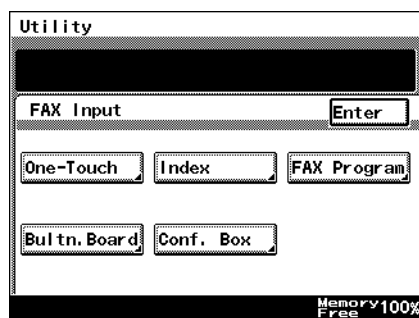 Utility
FAX Input
Enter
One-Touch Index FAX Program
Bultn.Board Conf. Box
Memory Free 100%